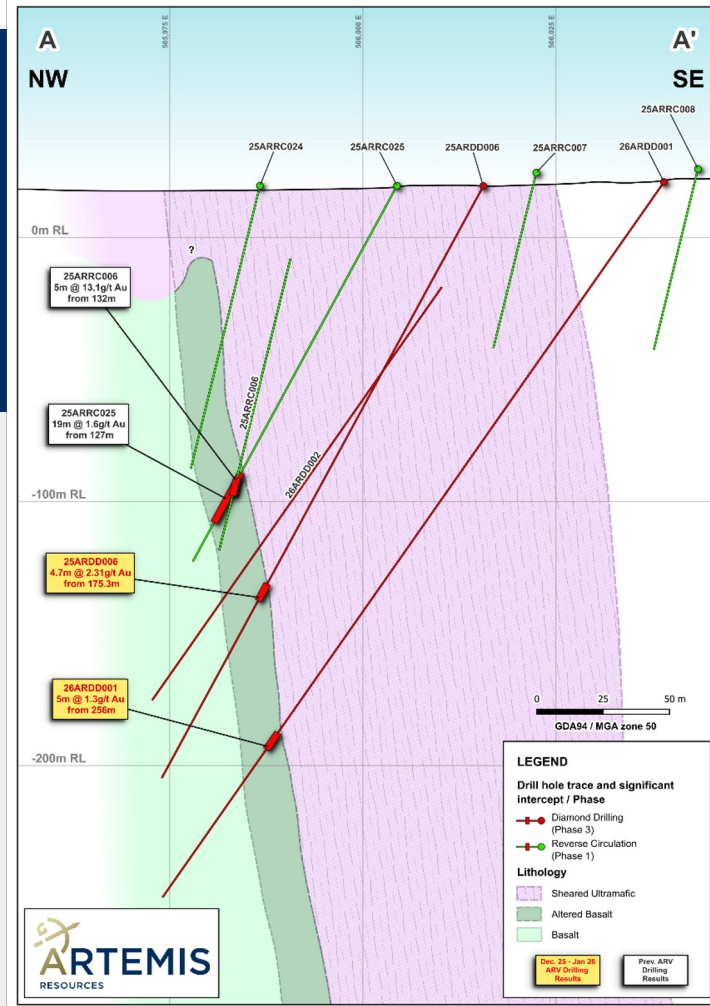 A
NW
A'
SE
505,975 E
506,000 E
506,025 E
25ARRC008
25ARRC024
25ARRC025
25ARDD006
25ARRC007
26ARDD001
0m RL
?
25ARRC006
5m @ 13.1g/t Au
from 132m
25ARRC006
25ARRC025
19m @ 1.6g/t Au
from 127m
26ARDD002
-100m RL
25ARDD006
4.7m @ 2.31g/t Au
from 175.3m
26ARDD001
5m @ 1.3g/t Au
from 256m
0 25 50 m
GDA94 / MGA zone 50
-200m RL
LEGEND
Drill hole trace and significant
intercept / Phase
Diamond Drilling
(Phase 3)
Reverse Circulation
(Phase 1)
Lithology
Sheared Ultramafic
Altered Basalt
Basalt
Dec. 25 - Jan 26
ARV Drilling
Results
Prev. ARV
Drilling
Results
ARTEMIS
RESOURCES